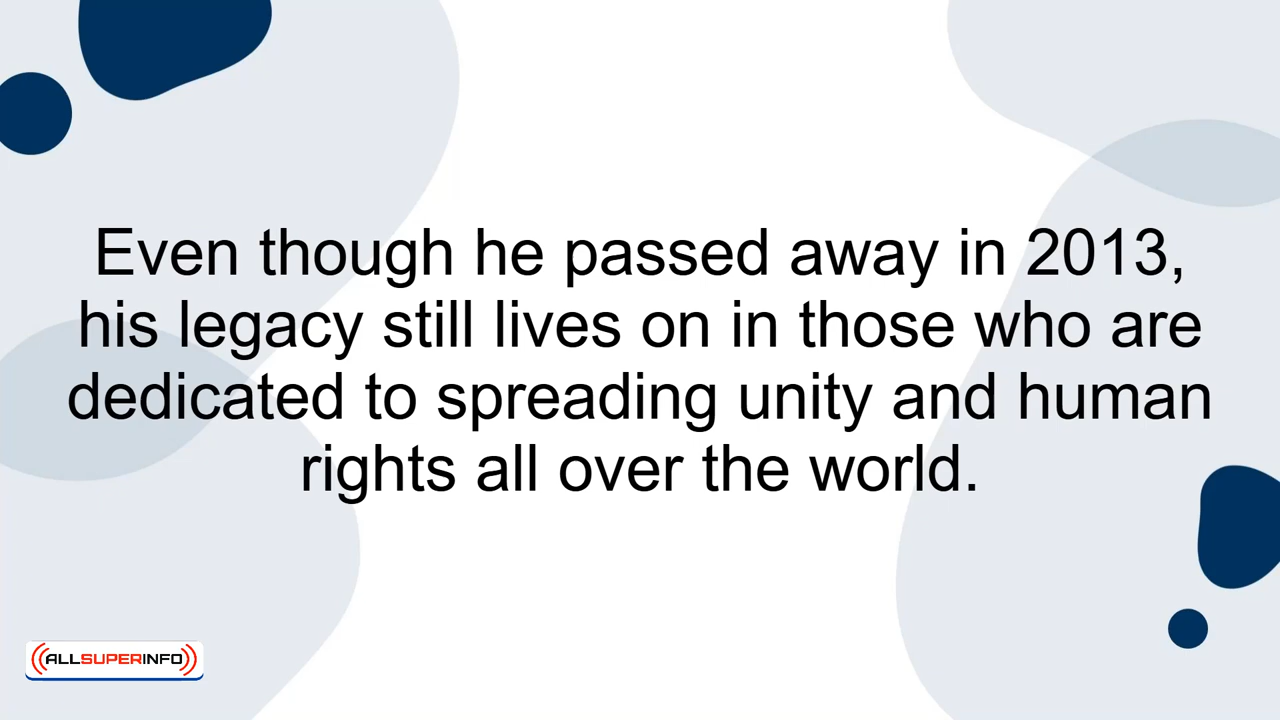 Even though he passed away in 2013,
his legacy still lives on in those who are
dedicated to spreading unity and human
rights all over the world.
ALLSUPERINFO